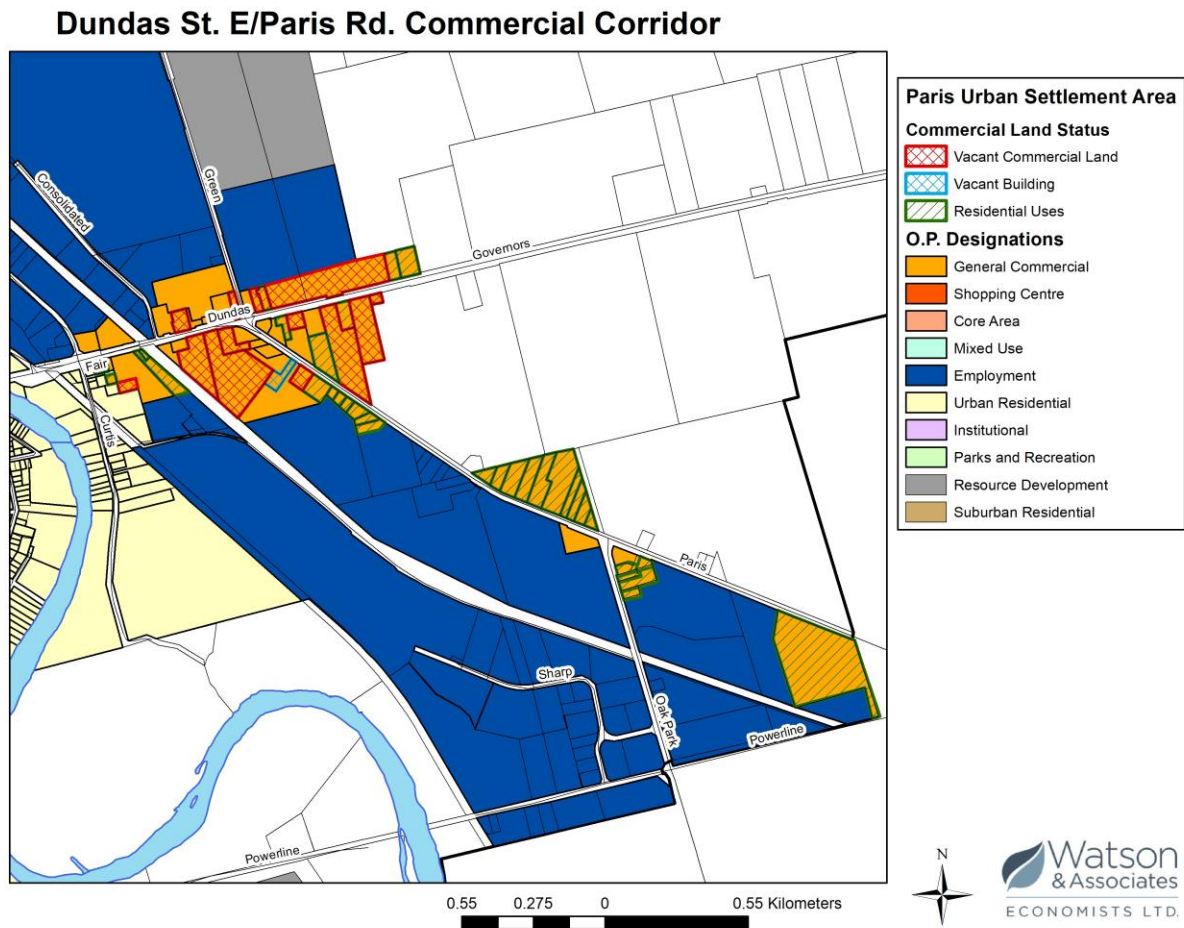 Dundas St. E/Paris Rd. Commercial Corridor
Consolidated
Green
Governors
Dundas
Fair
Curtis
Paris
Sharp
Oak Park
Powerline
Powerline
Paris Urban Settlement Area
Commercial Land Status
Vacant Commercial Land
Vacant Building
Residential Uses
O.P. Designations
General Commercial
Shopping Centre
Core Area
Mixed Use
Employment
Urban Residential
Institutional
Parks and Recreation
Resource Development
Suburban Residential
0.55 0.275 0 0.55 Kilometers
N
Watson
& Associates
ECONOMISTS LTD.